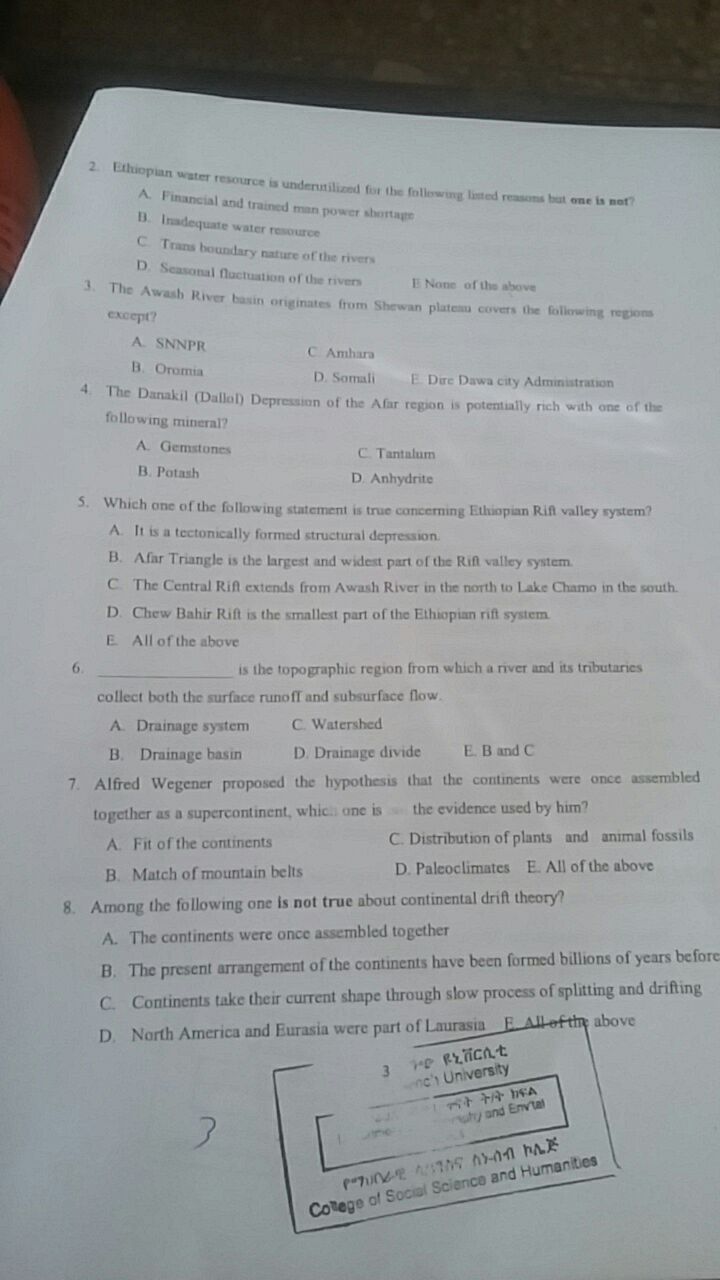 2. Ethiopian water resource is underutilized for the following listed reasons but one is not?
A. Financial and trained man power shortage
B. Inadequate water resource
C. Trans boundary nature of the rivers
D. Seasonal fluctuation of the rivers E None of the above
3. The Awash River basin originates from Shewan plateau covers the following regions
except?
A. SNNPR C. Amhara
B. Oromia D. Somali E. Dire Dawa city Administration
4. The Danakil (Dallol) Depression of the Afar region is potentially rich with one of the
following mineral?
A. Gemstones C. Tantalum
B. Potash D. Anhydrite
5. Which one of the following statement is true concerning Ethiopian Rift valley system?
A. It is a tectonically formed structural depression.
B. Afar Triangle is the largest and widest part of the Rift valley system.
C. The Central Rift extends from Awash River in the north to Lake Chamo in the south.
D. Chew Bahir Rift is the smallest part of the Ethiopian rift system.
E. All of the above
6. ____________________ is the topographic region from which a river and its tributaries
collect both the surface runoff and subsurface flow.
A. Drainage system C. Watershed
B. Drainage basin D. Drainage divide E. B and C
7. Alfred Wegener proposed the hypothesis that the continents were once assembled
together as a supercontinent, which one is the evidence used by him?
A. Fit of the continents C. Distribution of plants and animal fossils
B. Match of mountain belts D. Paleoclimates E. All of the above
8. Among the following one is not true about continental drift theory?
A. The continents were once assembled together
B. The present arrangement of the continents have been formed billions of years before
C. Continents take their current shape through slow process of splitting and drifting
D. North America and Eurasia were part of Laurasia E. All of the above
3 ዩኒቨርሲቲ
University
ትምህርት ክፍል
and Env'tal
3
ኮሌጅ
College of Social Science and Humanities